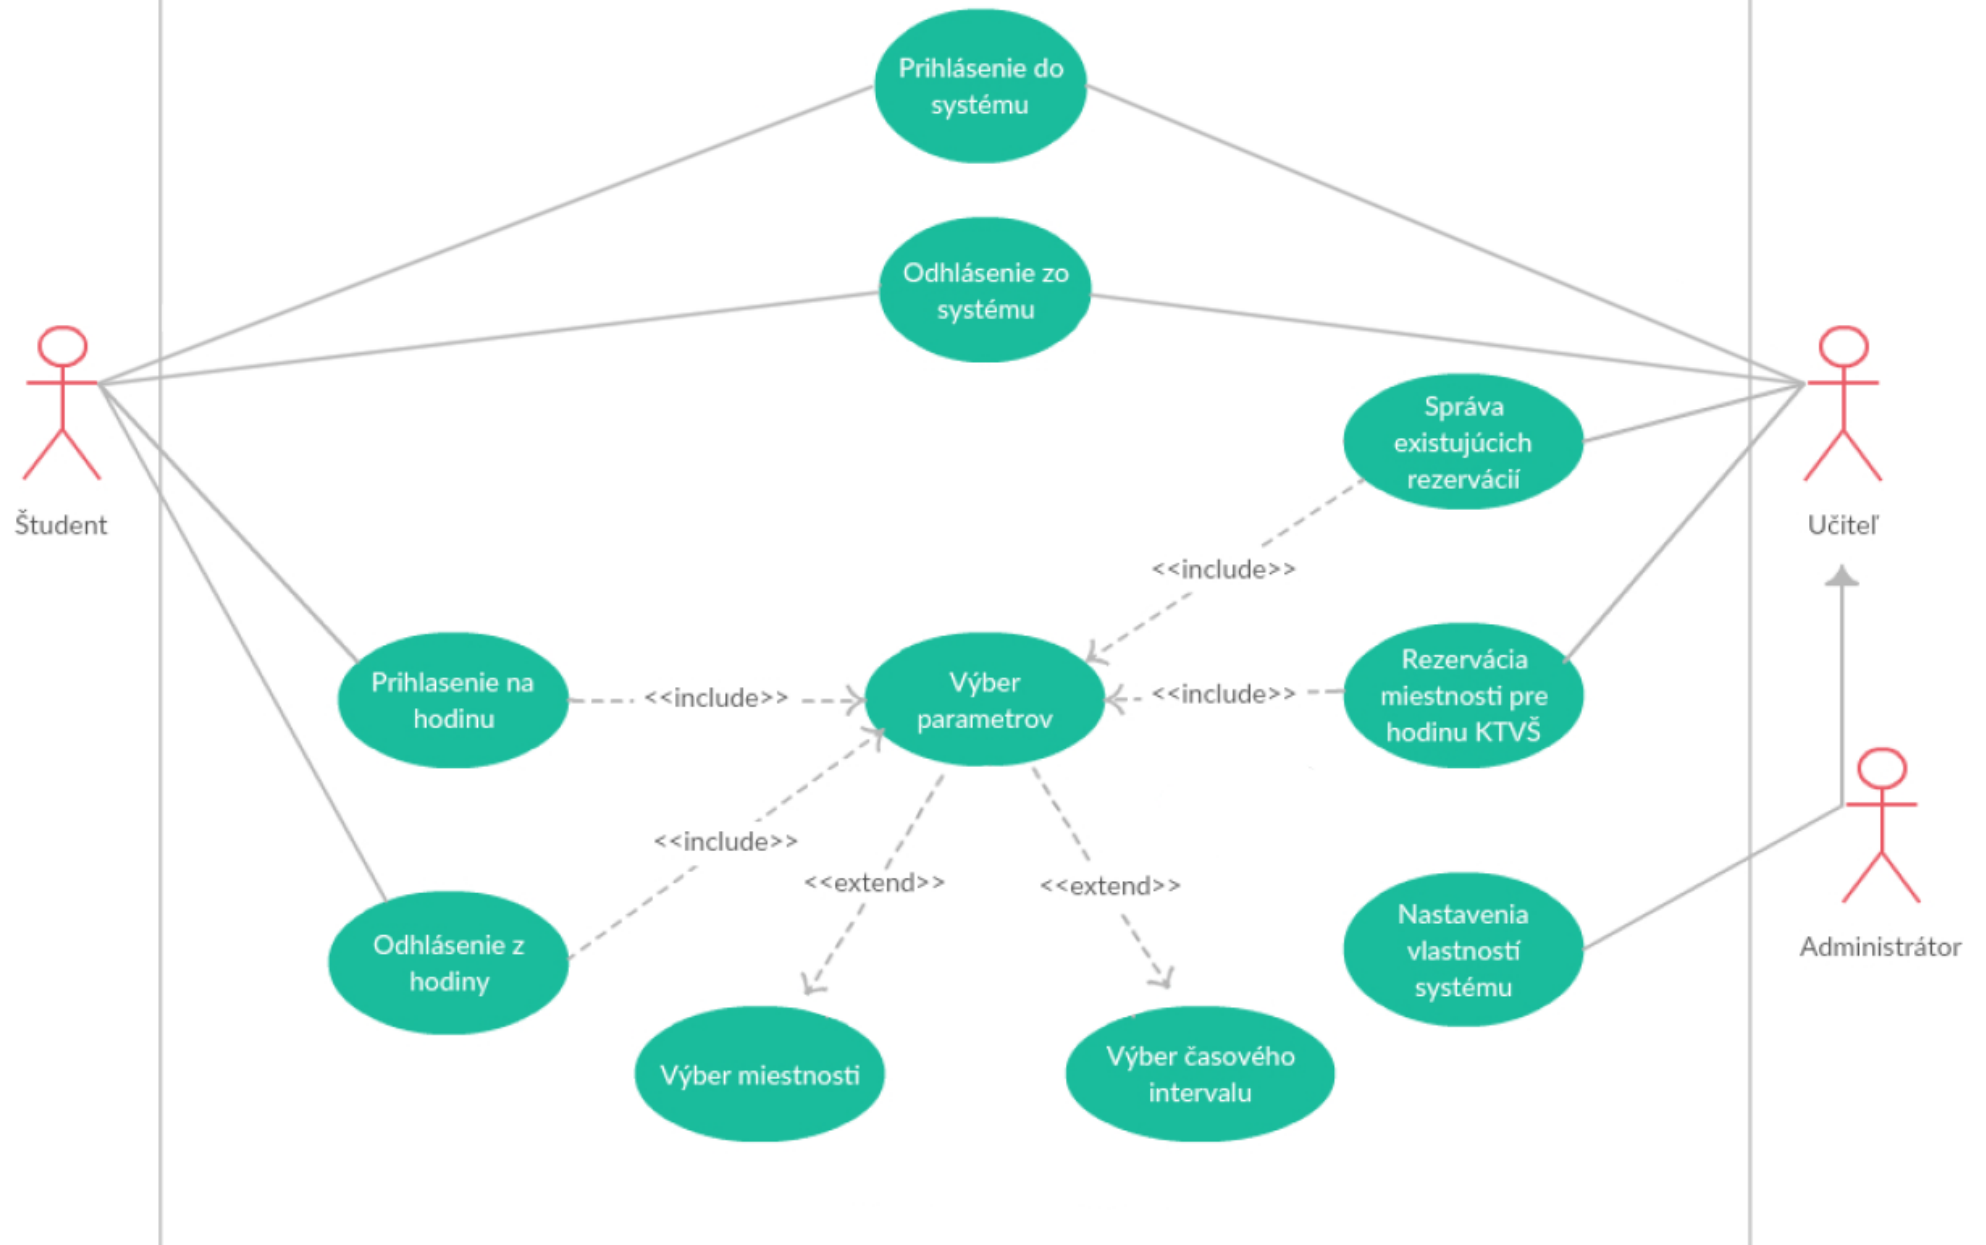 Prihlásenie do
systému
Odhlásenie zo
systému
Študent
Správa
existujúcich
rezervácií
Učiteľ
<<include>>
Prihlasenie na
hodinu
<<include>>
Výber
parametrov
<<include>>
Rezervácia
miestnosti pre
hodinu KTVŠ
<<include>>
<<extend>>
<<extend>>
Odhlásenie z
hodiny
Nastavenia
vlastností
systému
Administrátor
Výber miestnosti
Výber časového
intervalu